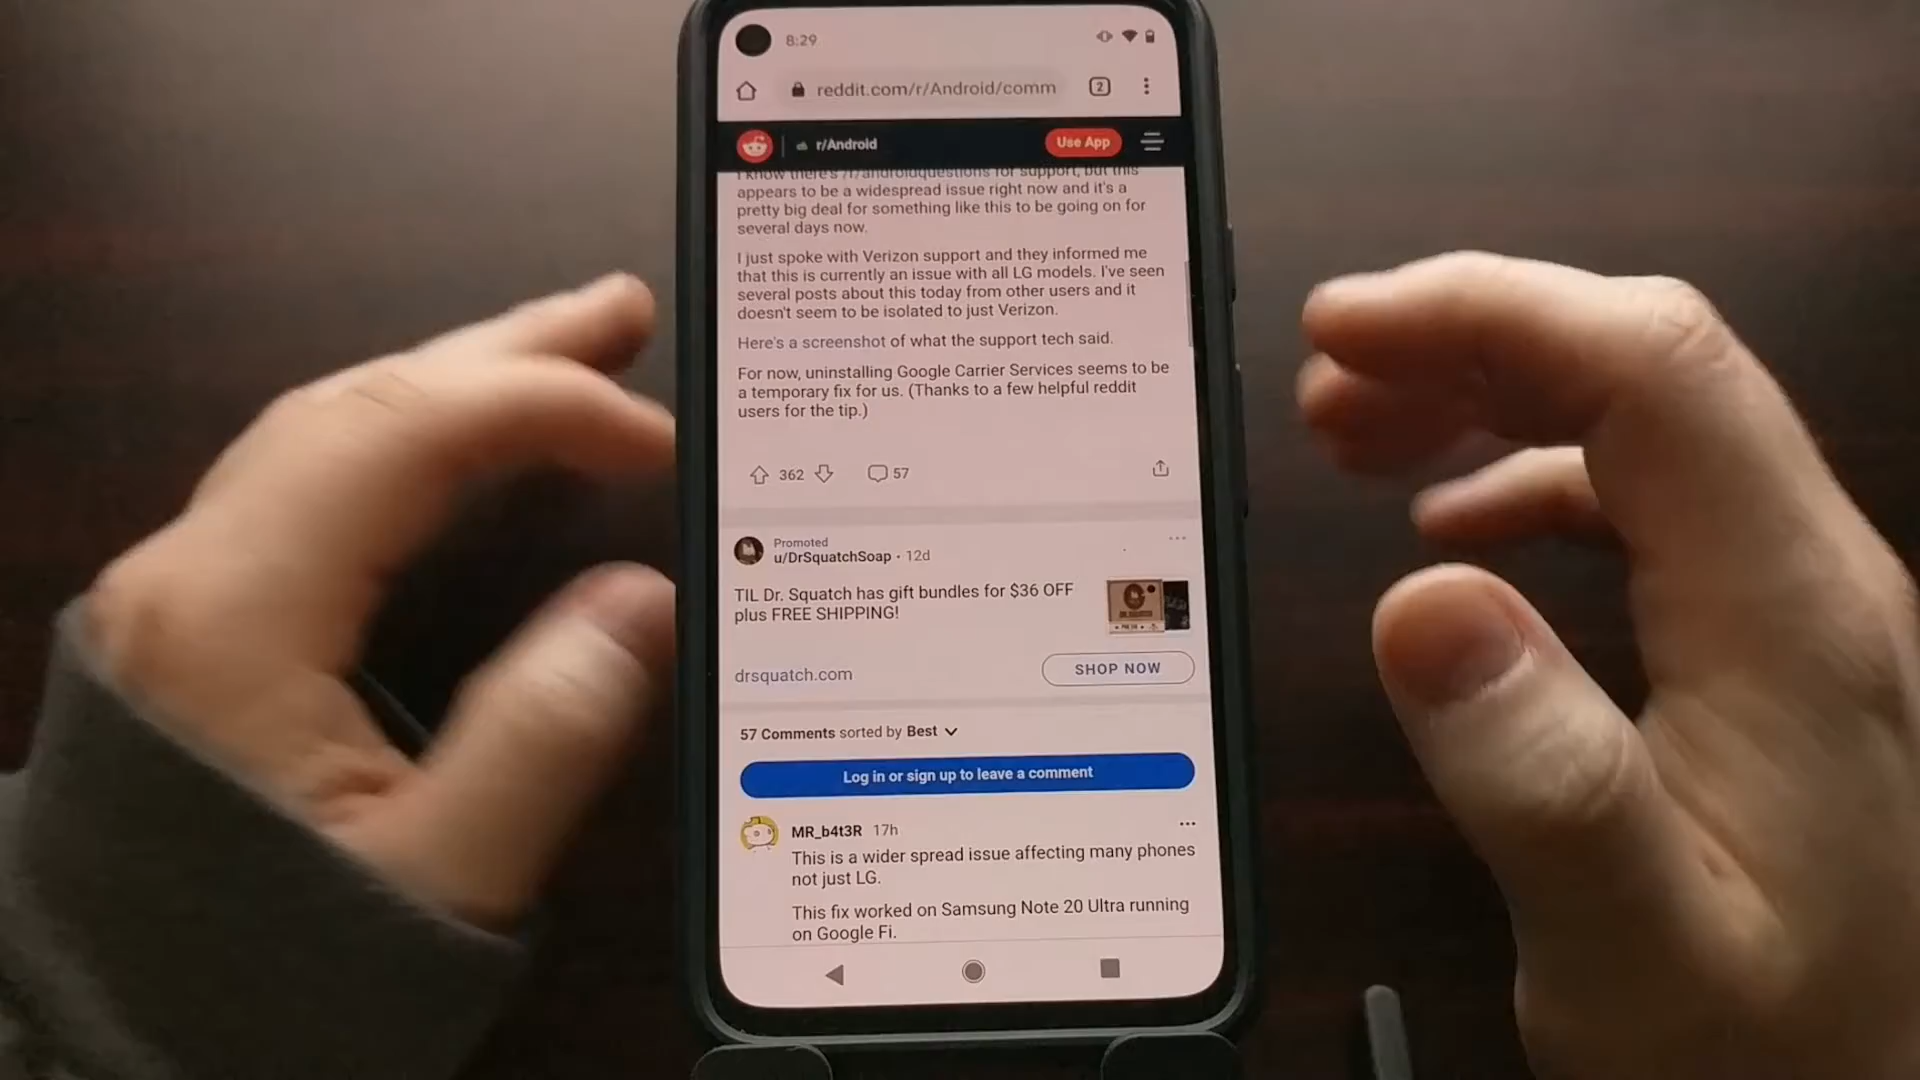 8:29
reddit.com/r/Android/comm
2
r/Android
Use App
I know there's /r/androidquestions for support, but this
appears to be a widespread issue right now and it's a
pretty big deal for something like this to be going on for
several days now.
I just spoke with Verizon support and they informed me
that this is currently an issue with all LG models. I've seen
several posts about this today from other users and it
doesn't seem to be isolated to just Verizon.
Here's a screenshot of what the support tech said.
For now, uninstalling Google Carrier Services seems to be
a temporary fix for us. (Thanks to a few helpful reddit
users for the tip.)
362
57
Promoted
u/DrSquatchSoap · 12d
TIL Dr. Squatch has gift bundles for $36 OFF
plus FREE SHIPPING!
drsquatch.com
SHOP NOW
57 Comments sorted by Best
Log in or sign up to leave a comment
MR_b4t3R 17h
This is a wider spread issue affecting many phones
not just LG.
This fix worked on Samsung Note 20 Ultra running
on Google Fi.